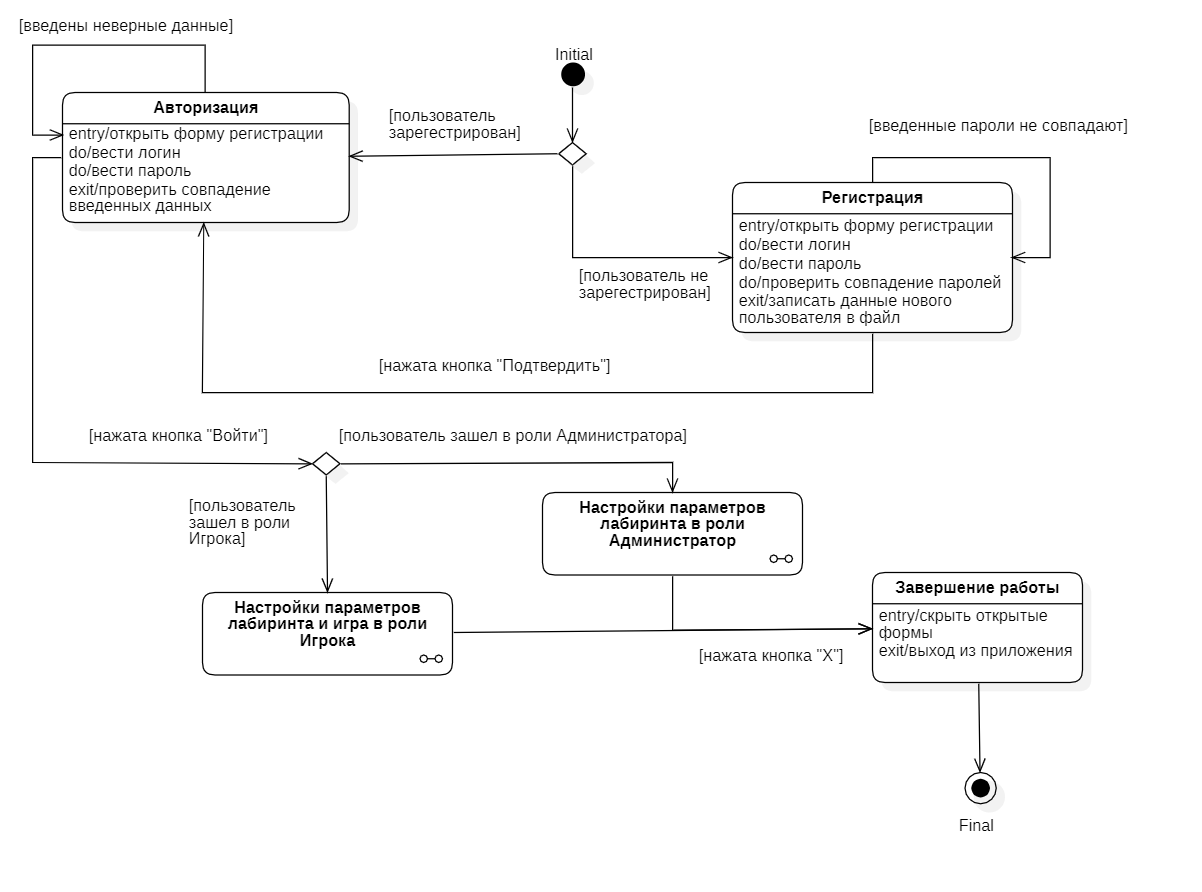 [введены неверные данные]
Initial
Авторизация
entry/открыть форму регистрации
do/вести логин
do/вести пароль
exit/проверить совпадение
введенных данных
[пользователь
зарегестрирован]
[введенные пароли не совпадают]
Регистрация
entry/открыть форму регистрации
do/вести логин
do/вести пароль
do/проверить совпадение паролей
exit/записать данные нового
пользователя в файл
[пользователь не
зарегестрирован]
[нажата кнопка "Подтвердить"]
[нажата кнопка "Войти"]
[пользователь зашел в роли Администратора]
[пользователь
зашел в роли
Игрока]
Настройки параметров
лабиринта в роли
Администратор
Настройки параметров
лабиринта и игра в роли
Игрока
Завершение работы
entry/скрыть открытые
формы
exit/выход из приложения
[нажата кнопка "X"]
Final